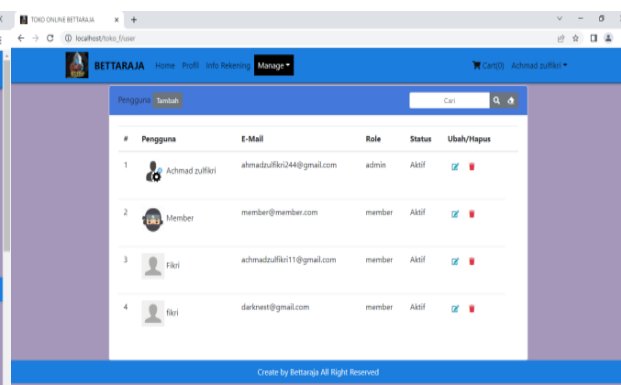 TOKO ONLINE BETTARAJA
localhost/toko_f/user
BETTARAJA Home Profil Info Rekening Manage Cart(0) Achmad zulfikri
Pengguna Tambah Cari
# Pengguna E-Mail Role Status Ubah/Hapus
1 Achmad zulfikri ahmadzulfikri244@gmail.com admin Aktif
2 Member member@member.com member Aktif
3 Fikri achmadzulfikri11@gmail.com member Aktif
4 fikri darknest@gmail.com member Aktif
Create by Bettaraja All Right Reserved